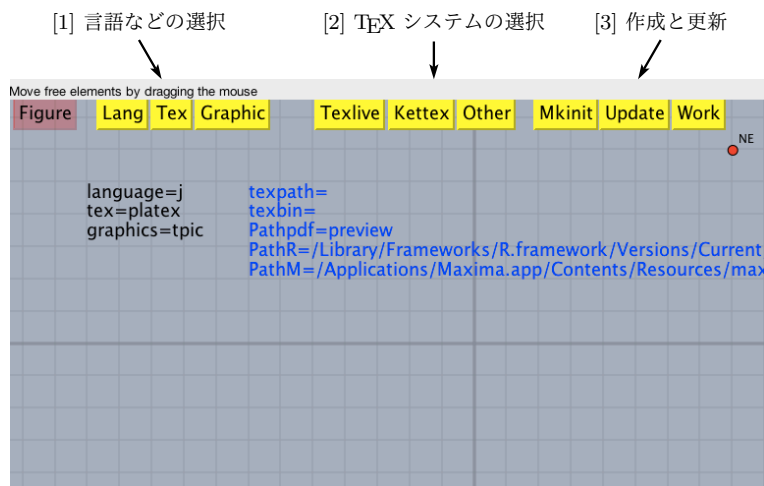 [1] 言語などの選択 [2] TEX システムの選択 [3] 作成と更新
Move free elements by dragging the mouse
Figure Lang Tex Graphic Texlive Kettex Other Mkinit Update Work
NE
language=j texpath=
tex=platex texbin=
graphics=tpic Pathpdf=preview
PathR=/Library/Frameworks/R.framework/Versions/Current
PathM=/Applications/Maxima.app/Contents/Resources/max